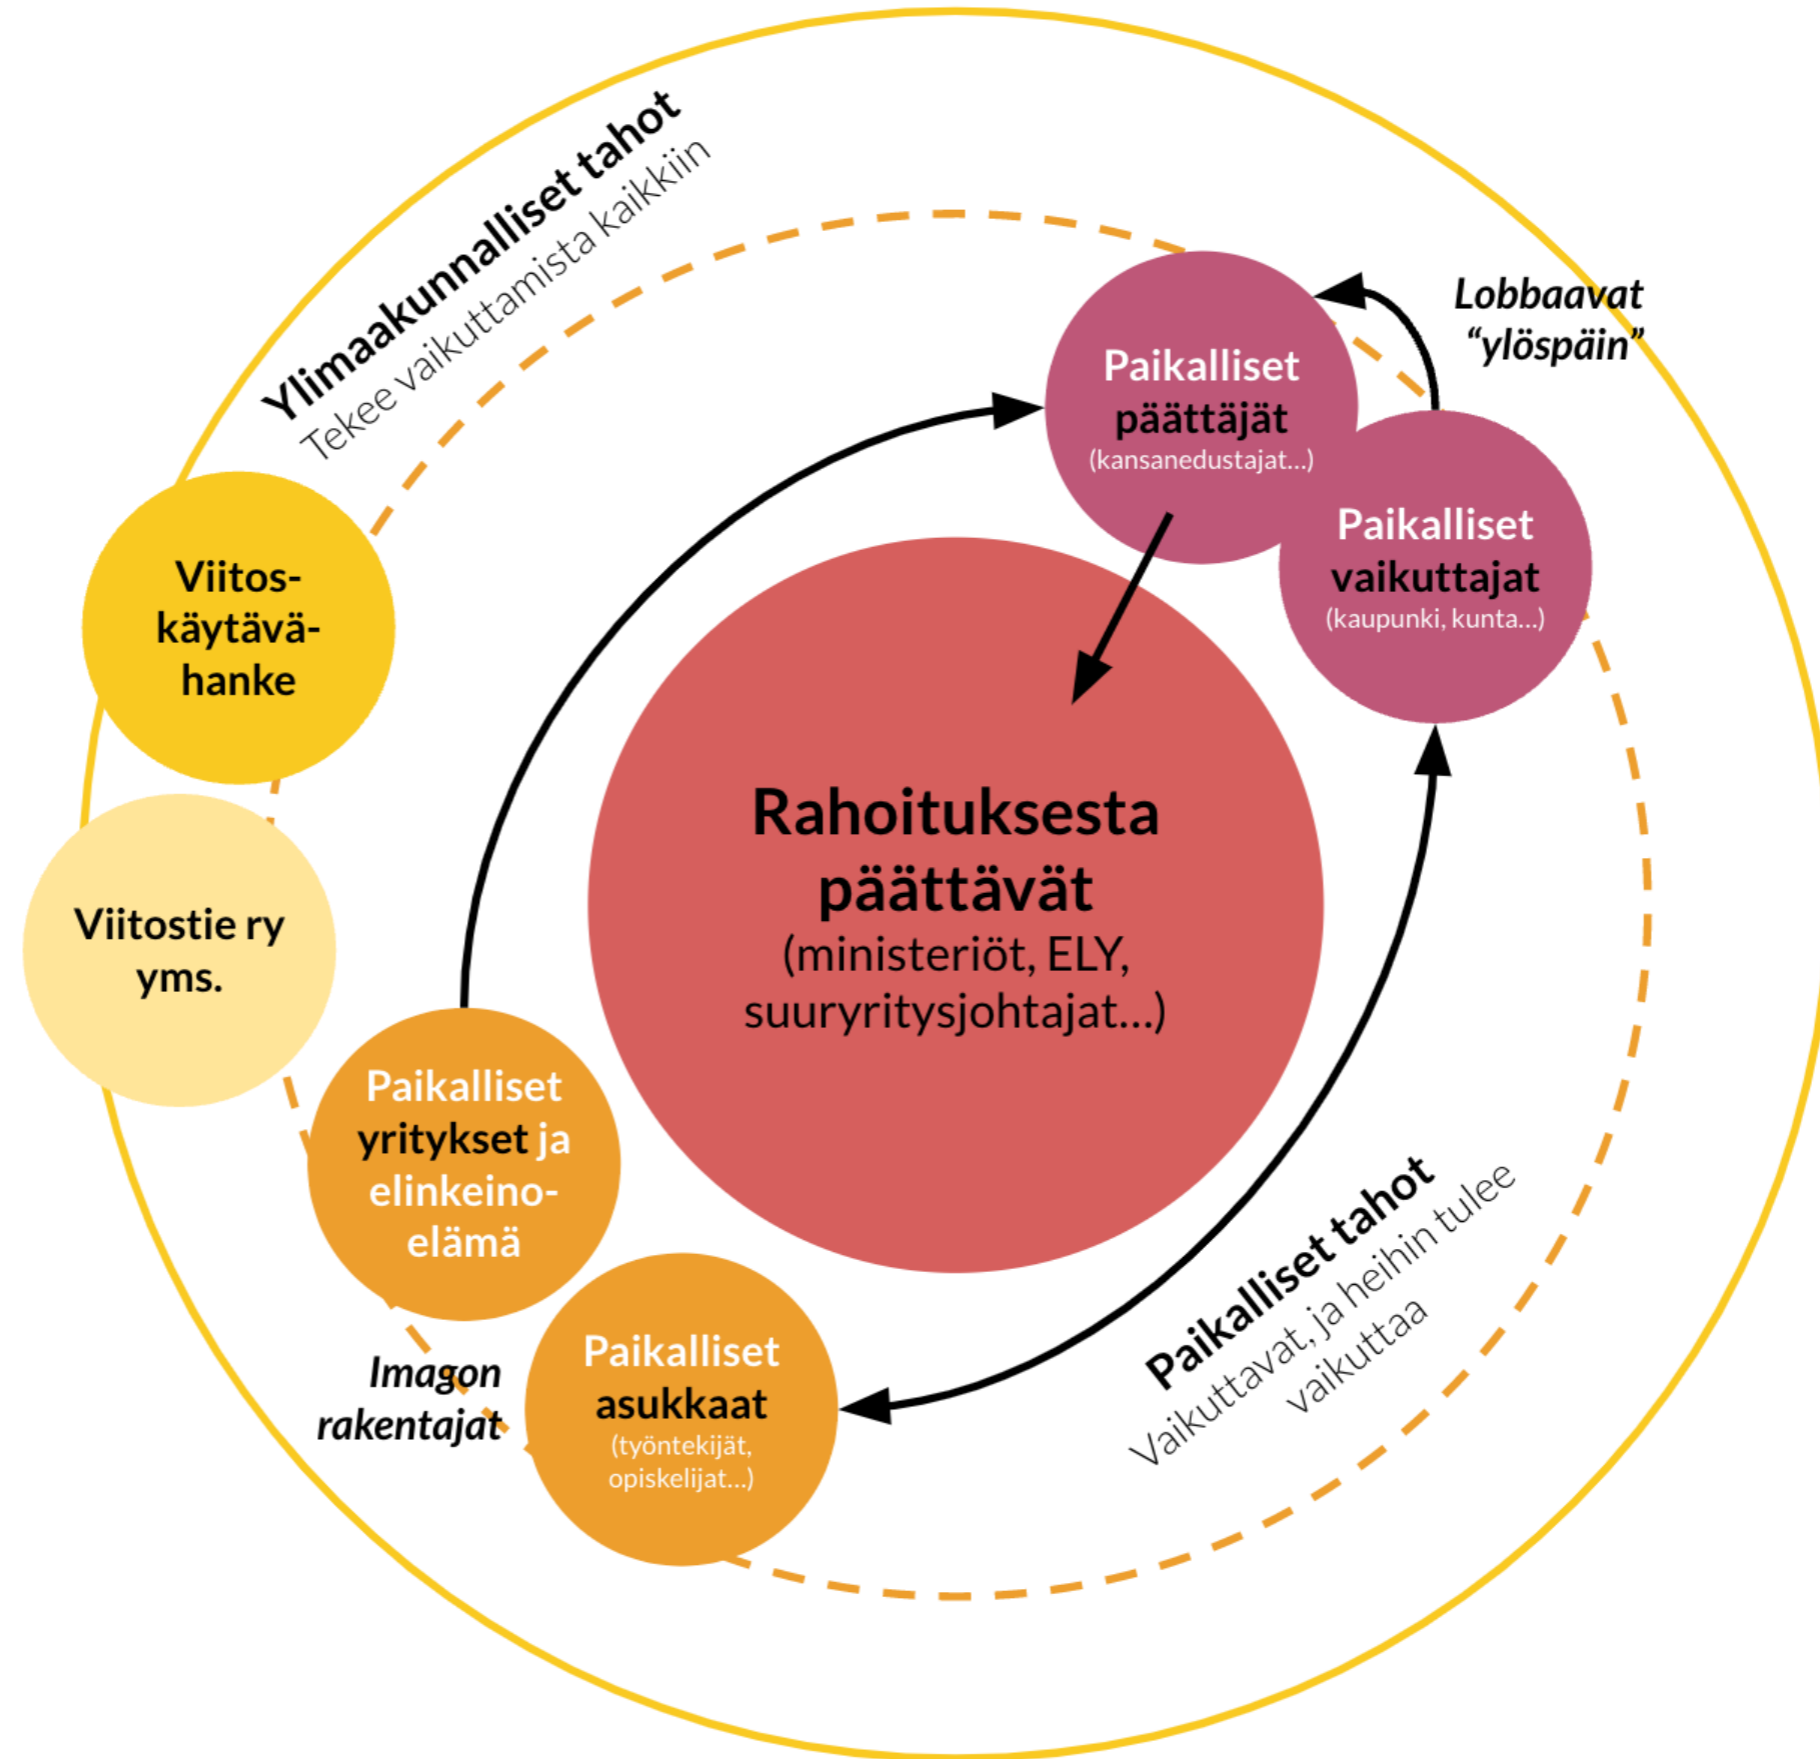 Ylimaakunnalliset tahot
Tekee vaikuttamista kaikkiin
Lobbaavat
“ylöspäin”
Paikalliset
päättäjät
(kansanedustajat...)
Paikalliset
vaikuttajat
(kaupunki, kunta...)
Viitos-
käytävä-
hanke
Viitostie ry
yms.
Rahoituksesta
päättävät
(ministeriöt, ELY,
suuryritysjohtajat...)
Paikalliset
yritykset ja
elinkeino-
elämä
Imagon
rakentajat
Paikalliset
asukkaat
(työntekijät,
opiskelijat...)
Paikalliset tahot
Vaikuttavat, ja heihin tulee
vaikuttaa